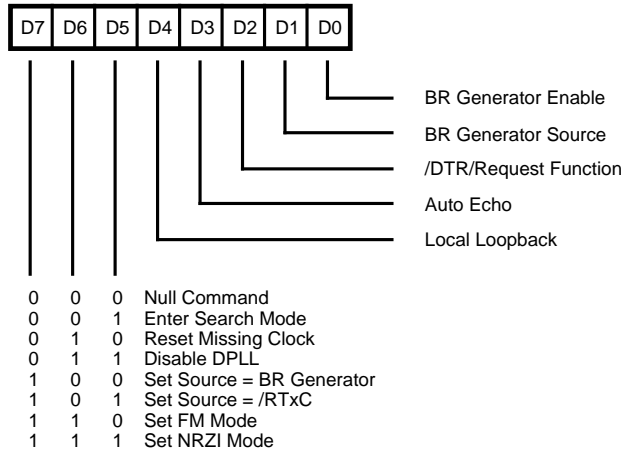 D7 D6 D5 D4 D3 D2 D1 D0
BR Generator Enable
BR Generator Source
/DTR/Request Function
Auto Echo
Local Loopback
0 0 0 Null Command
0 0 1 Enter Search Mode
0 1 0 Reset Missing Clock
0 1 1 Disable DPLL
1 0 0 Set Source = BR Generator
1 0 1 Set Source = /RTxC
1 1 0 Set FM Mode
1 1 1 Set NRZI Mode